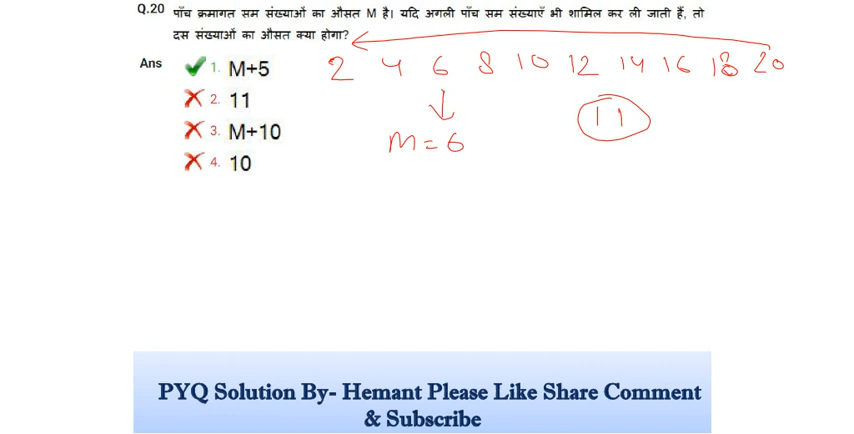 Q.20 पाँच क्रमागत सम संख्याओं का औसत M है। यदि अगली पाँच सम संख्याएँ भी शामिल कर ली जाती हैं, तो
दस संख्याओं का औसत क्या होगा?
2 4 6 8 10 12 14 16 18 20
Ans 1. M+5
2. 11
11
3. M+10
M=6
4. 10
PYQ Solution By- Hemant Please Like Share Comment
& Subscribe